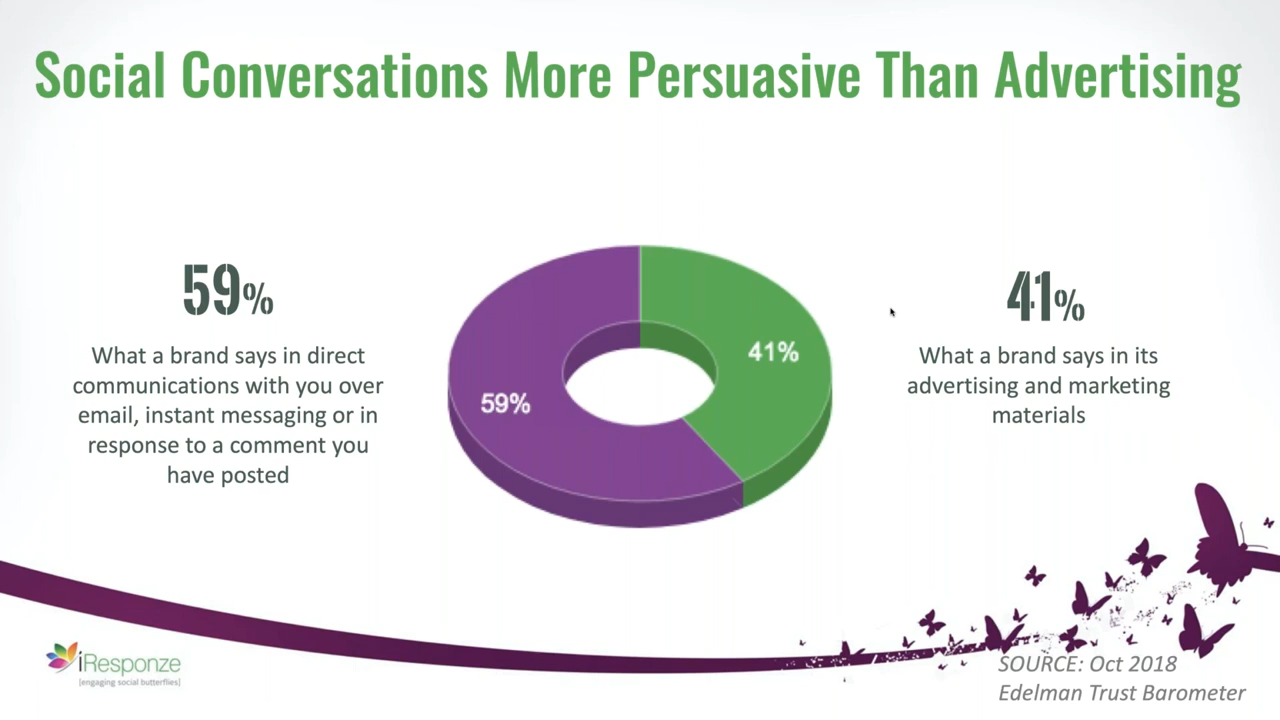 Social Conversations More Persuasive Than Advertising
59%
What a brand says in direct
communications with you over
email, instant messaging or in
response to a comment you
have posted
59%
41%
41%
What a brand says in its
advertising and marketing
materials
iResponze
[engaging social butterflies]
SOURCE: Oct 2018
Edelman Trust Barometer